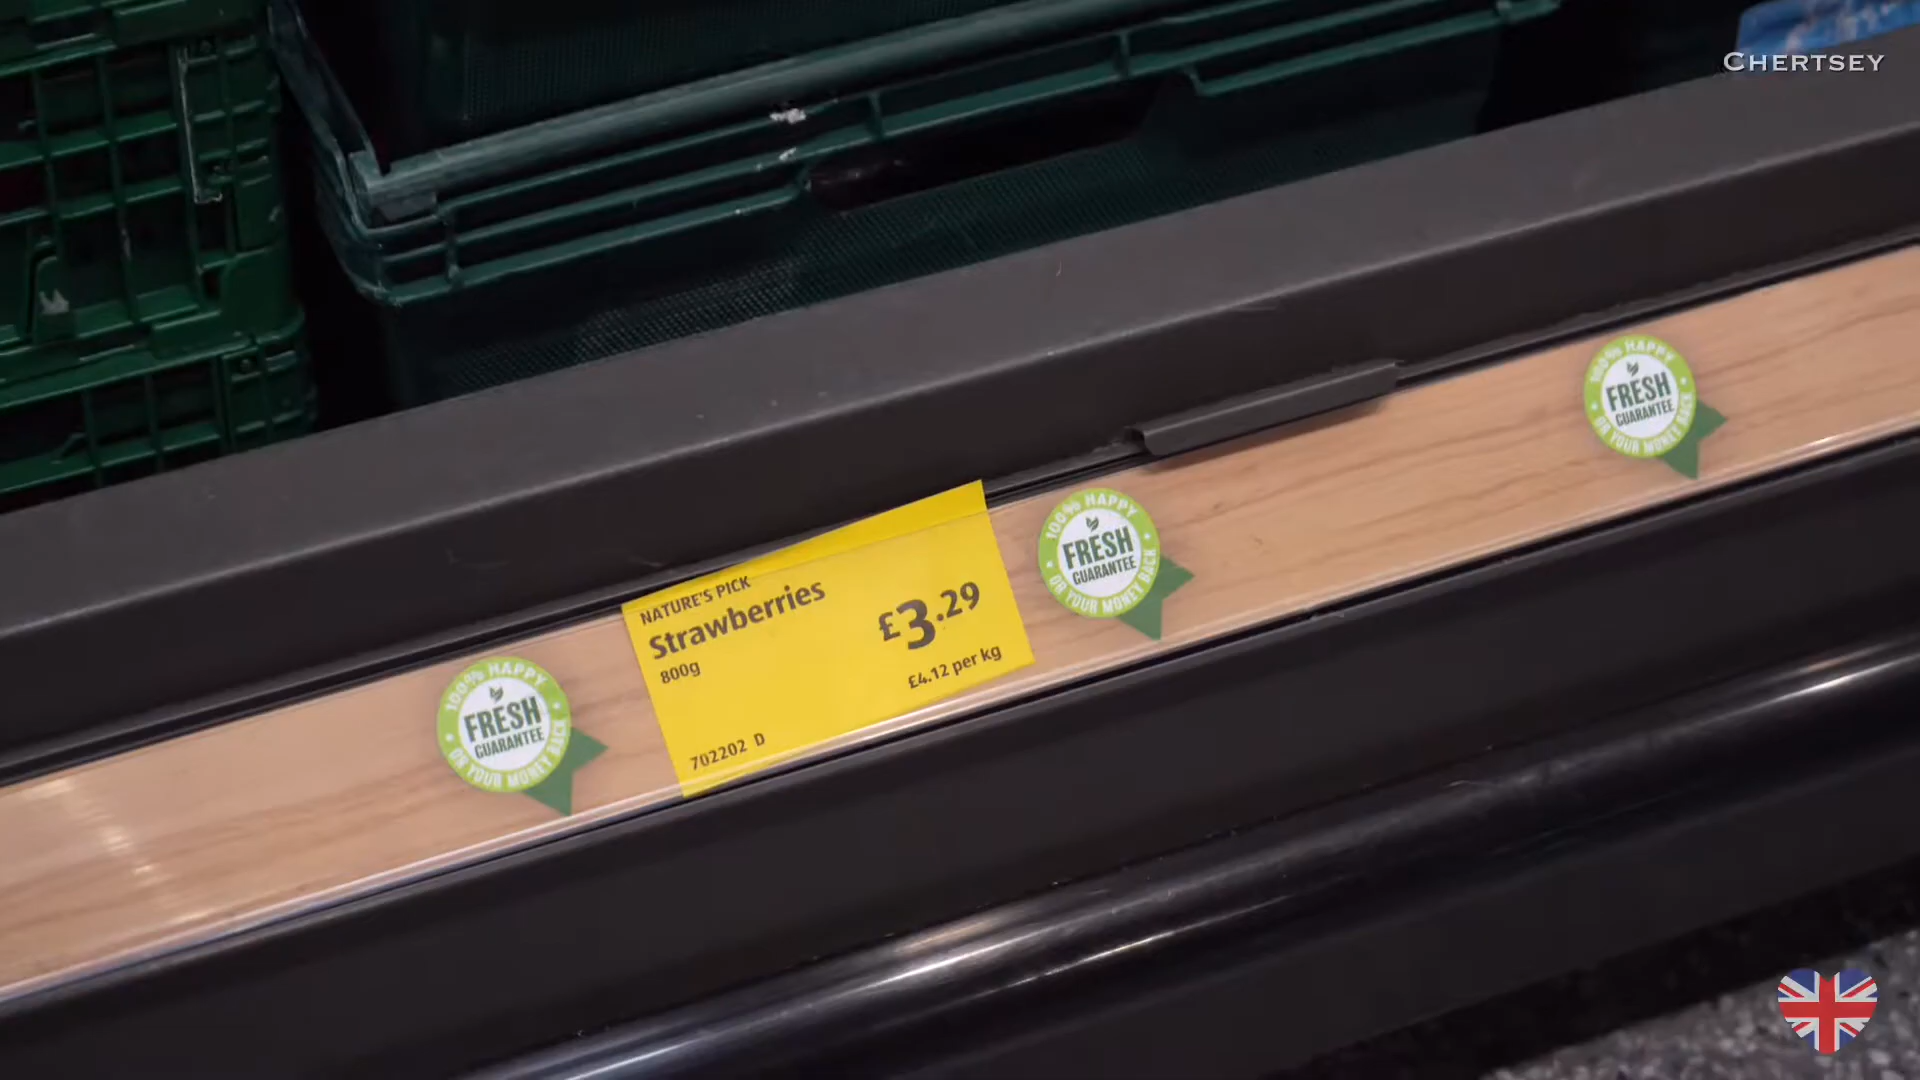 CHERTSEY
100% HAPPY
FRESH
GUARANTEE
OR YOUR MONEY BACK
100% HAPPY
FRESH
GUARANTEE
OR YOUR MONEY BACK
NATURE'S PICK
Strawberries
800g
£3.29
£4.12 per kg
702202 D
100% HAPPY
FRESH
GUARANTEE
OR YOUR MONEY BACK